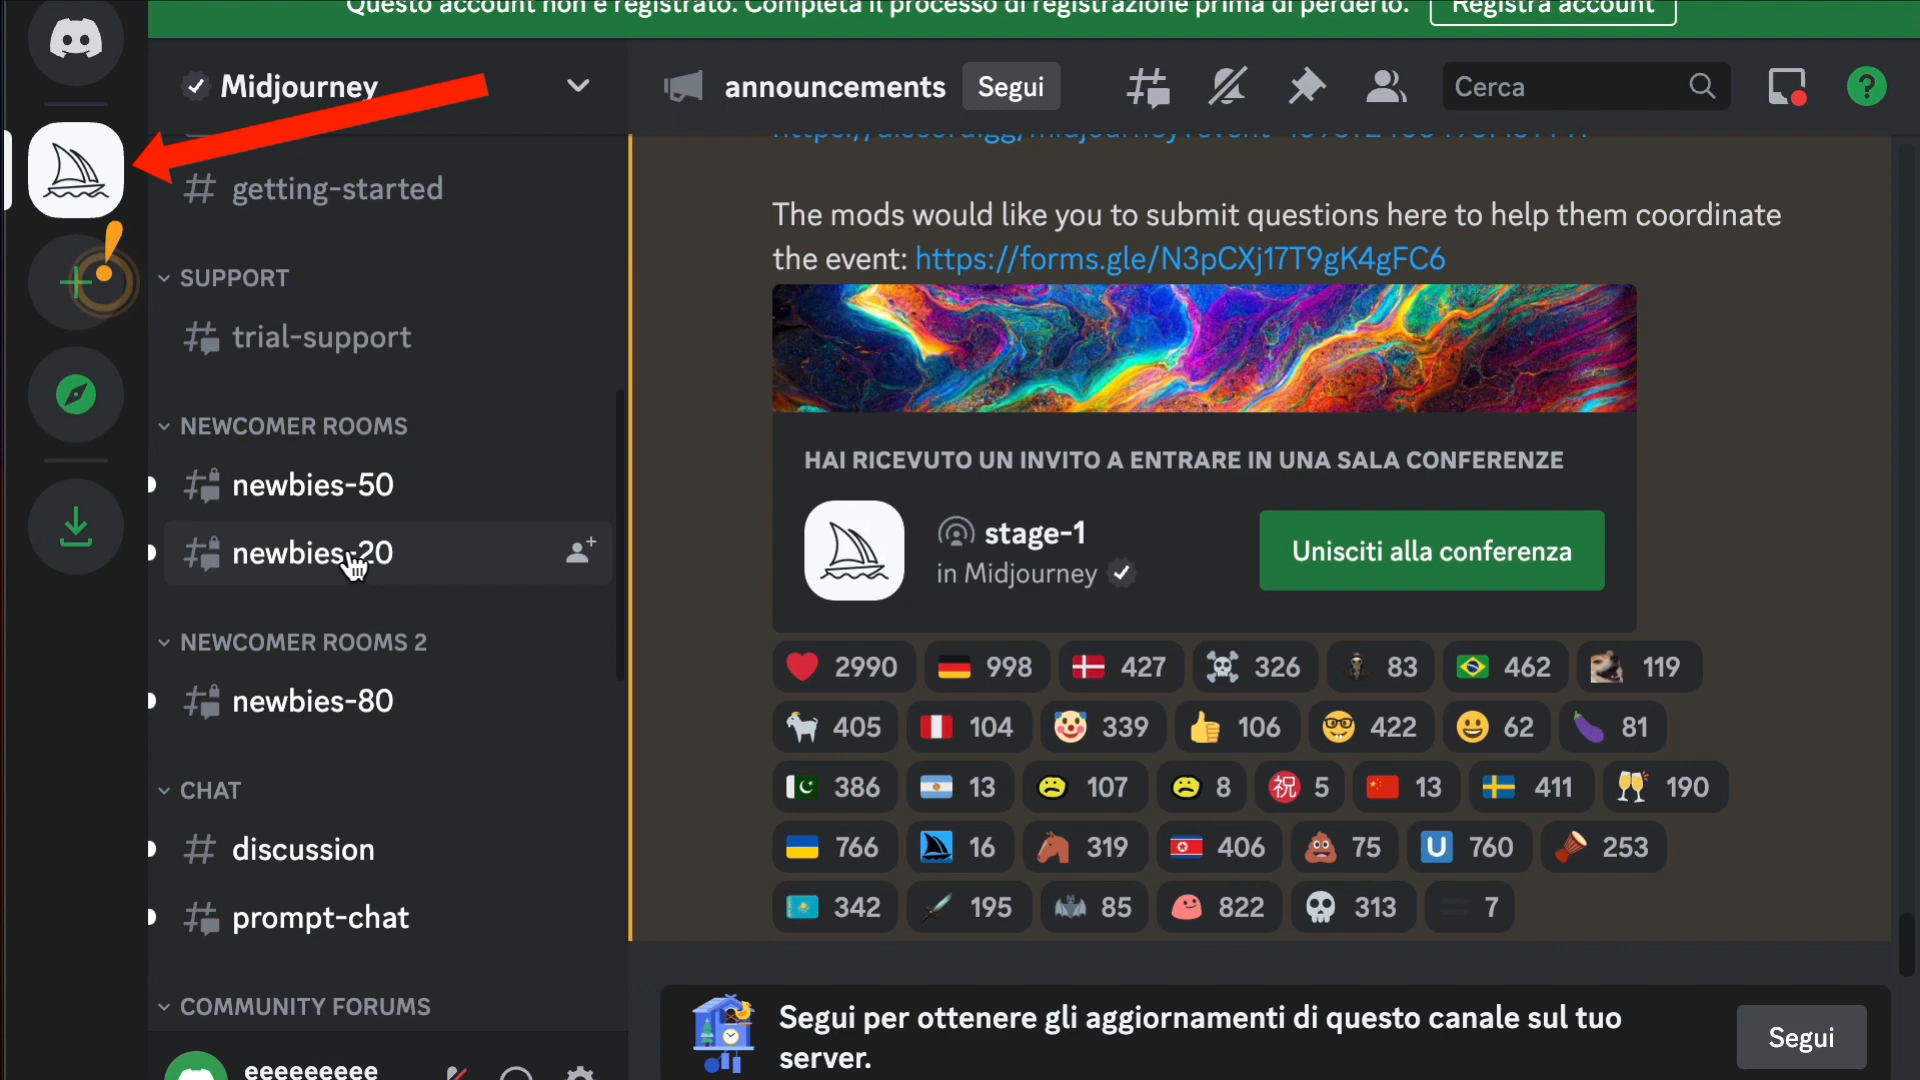 Questo account non è registrato. Completa il processo di registrazione prima di perderlo.
Registra account
Midjourney
announcements
Segui
Cerca
?
getting-started
SUPPORT
trial-support
NEWCOMER ROOMS
newbies-50
newbies-20
NEWCOMER ROOMS 2
newbies-80
CHAT
discussion
prompt-chat
COMMUNITY FORUMS
eeeeeeeee
The mods would like you to submit questions here to help them coordinate
the event: https://forms.gle/N3pCXj17T9gK4gFC6
HAI RICEVUTO UN INVITO A ENTRARE IN UNA SALA CONFERENZE
stage-1
in Midjourney
Unisciti alla conferenza
2990 998 427 326 83 462 119
405 104 339 106 422 62 81
386 13 107 8 祝 5 13 411 190
766 16 319 406 75 U 760 253
342 195 85 822 313 7
Segui per ottenere gli aggiornamenti di questo canale sul tuo
server.
Segui